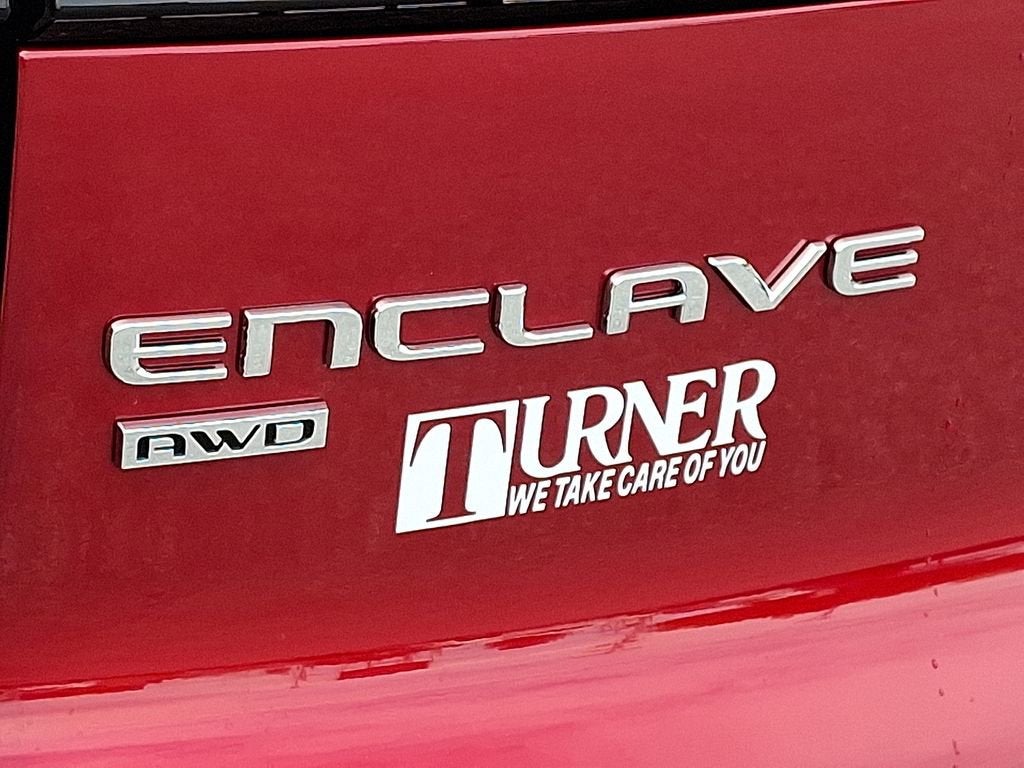 ENCLAVE
AWD
TURNER
WE TAKE CARE OF YOU